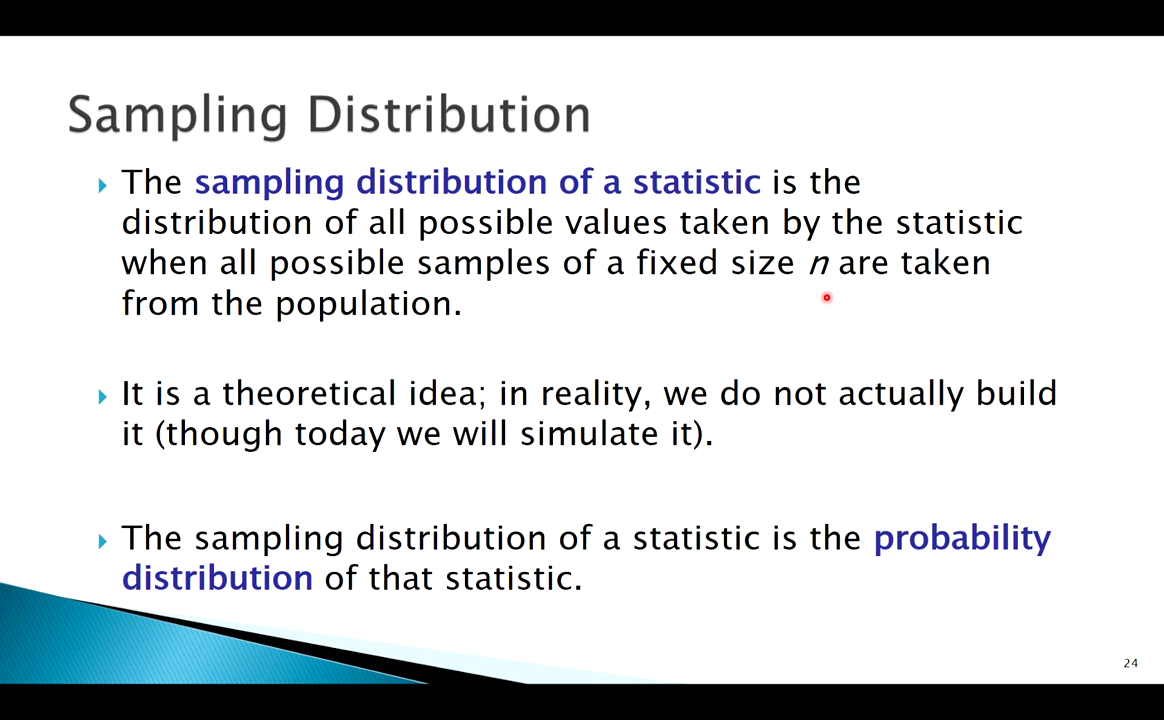 Sampling Distribution
The sampling distribution of a statistic is the
distribution of all possible values taken by the statistic
when all possible samples of a fixed size n are taken
from the population.
It is a theoretical idea; in reality, we do not actually build
it (though today we will simulate it).
The sampling distribution of a statistic is the probability
distribution of that statistic.
24